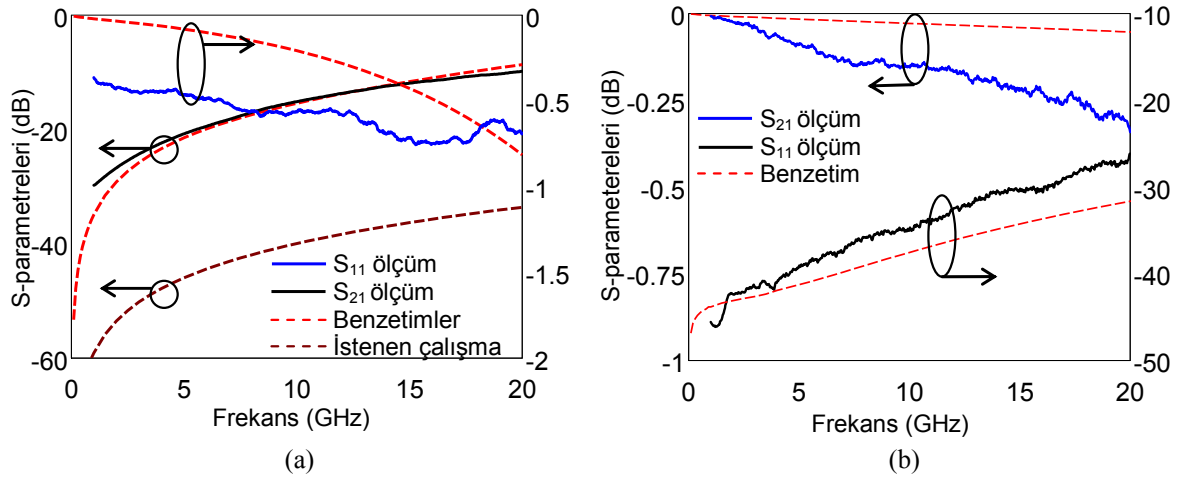 S-parametreleri (dB)
0
-20
-40
-60
0
-0.5
-1
-1.5
-2
S11 ölçüm
S21 ölçüm
Benzetimler
İstenen çalışma
0
5
10
15
20
Frekans (GHz)
(a)
S-parametereleri (dB)
0
-0.25
-0.5
-0.75
-1
-10
-20
-30
-40
-50
S21 ölçüm
S11 ölçüm
Benzetim
0
5
10
15
20
Frekans (GHz)
(b)